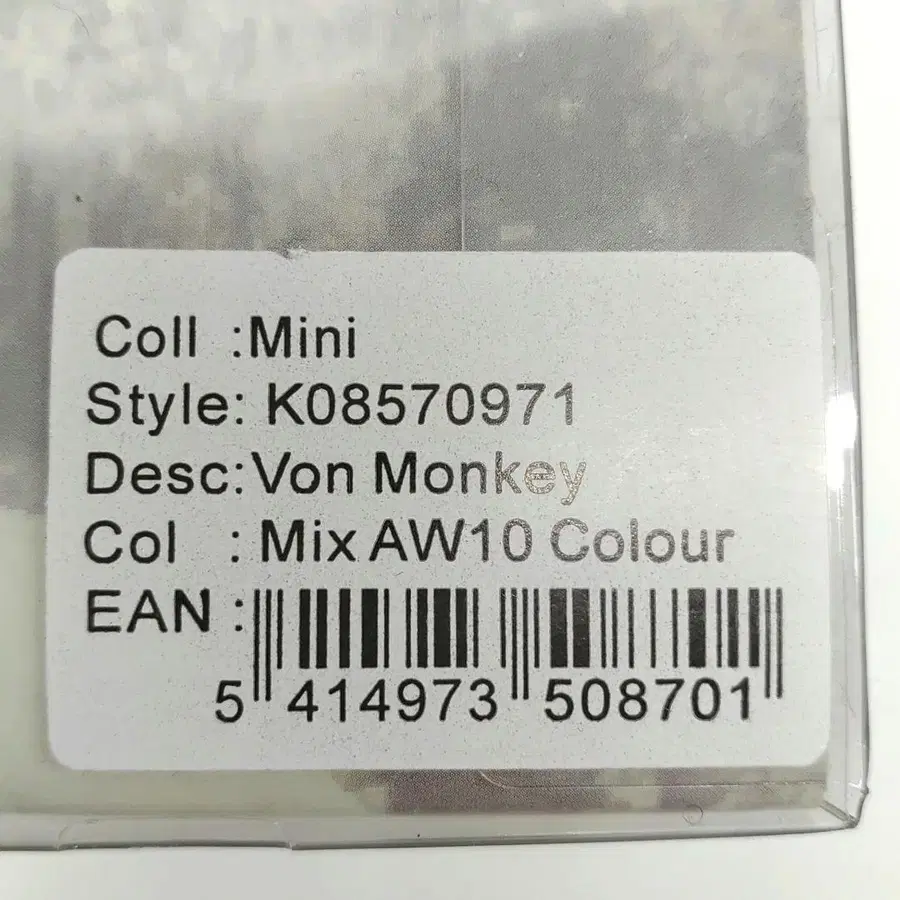 Coll :Mini
Style: K08570971
Desc:Von Monkey
Col : Mix AW10 Colour
EAN :
5 414973 508701